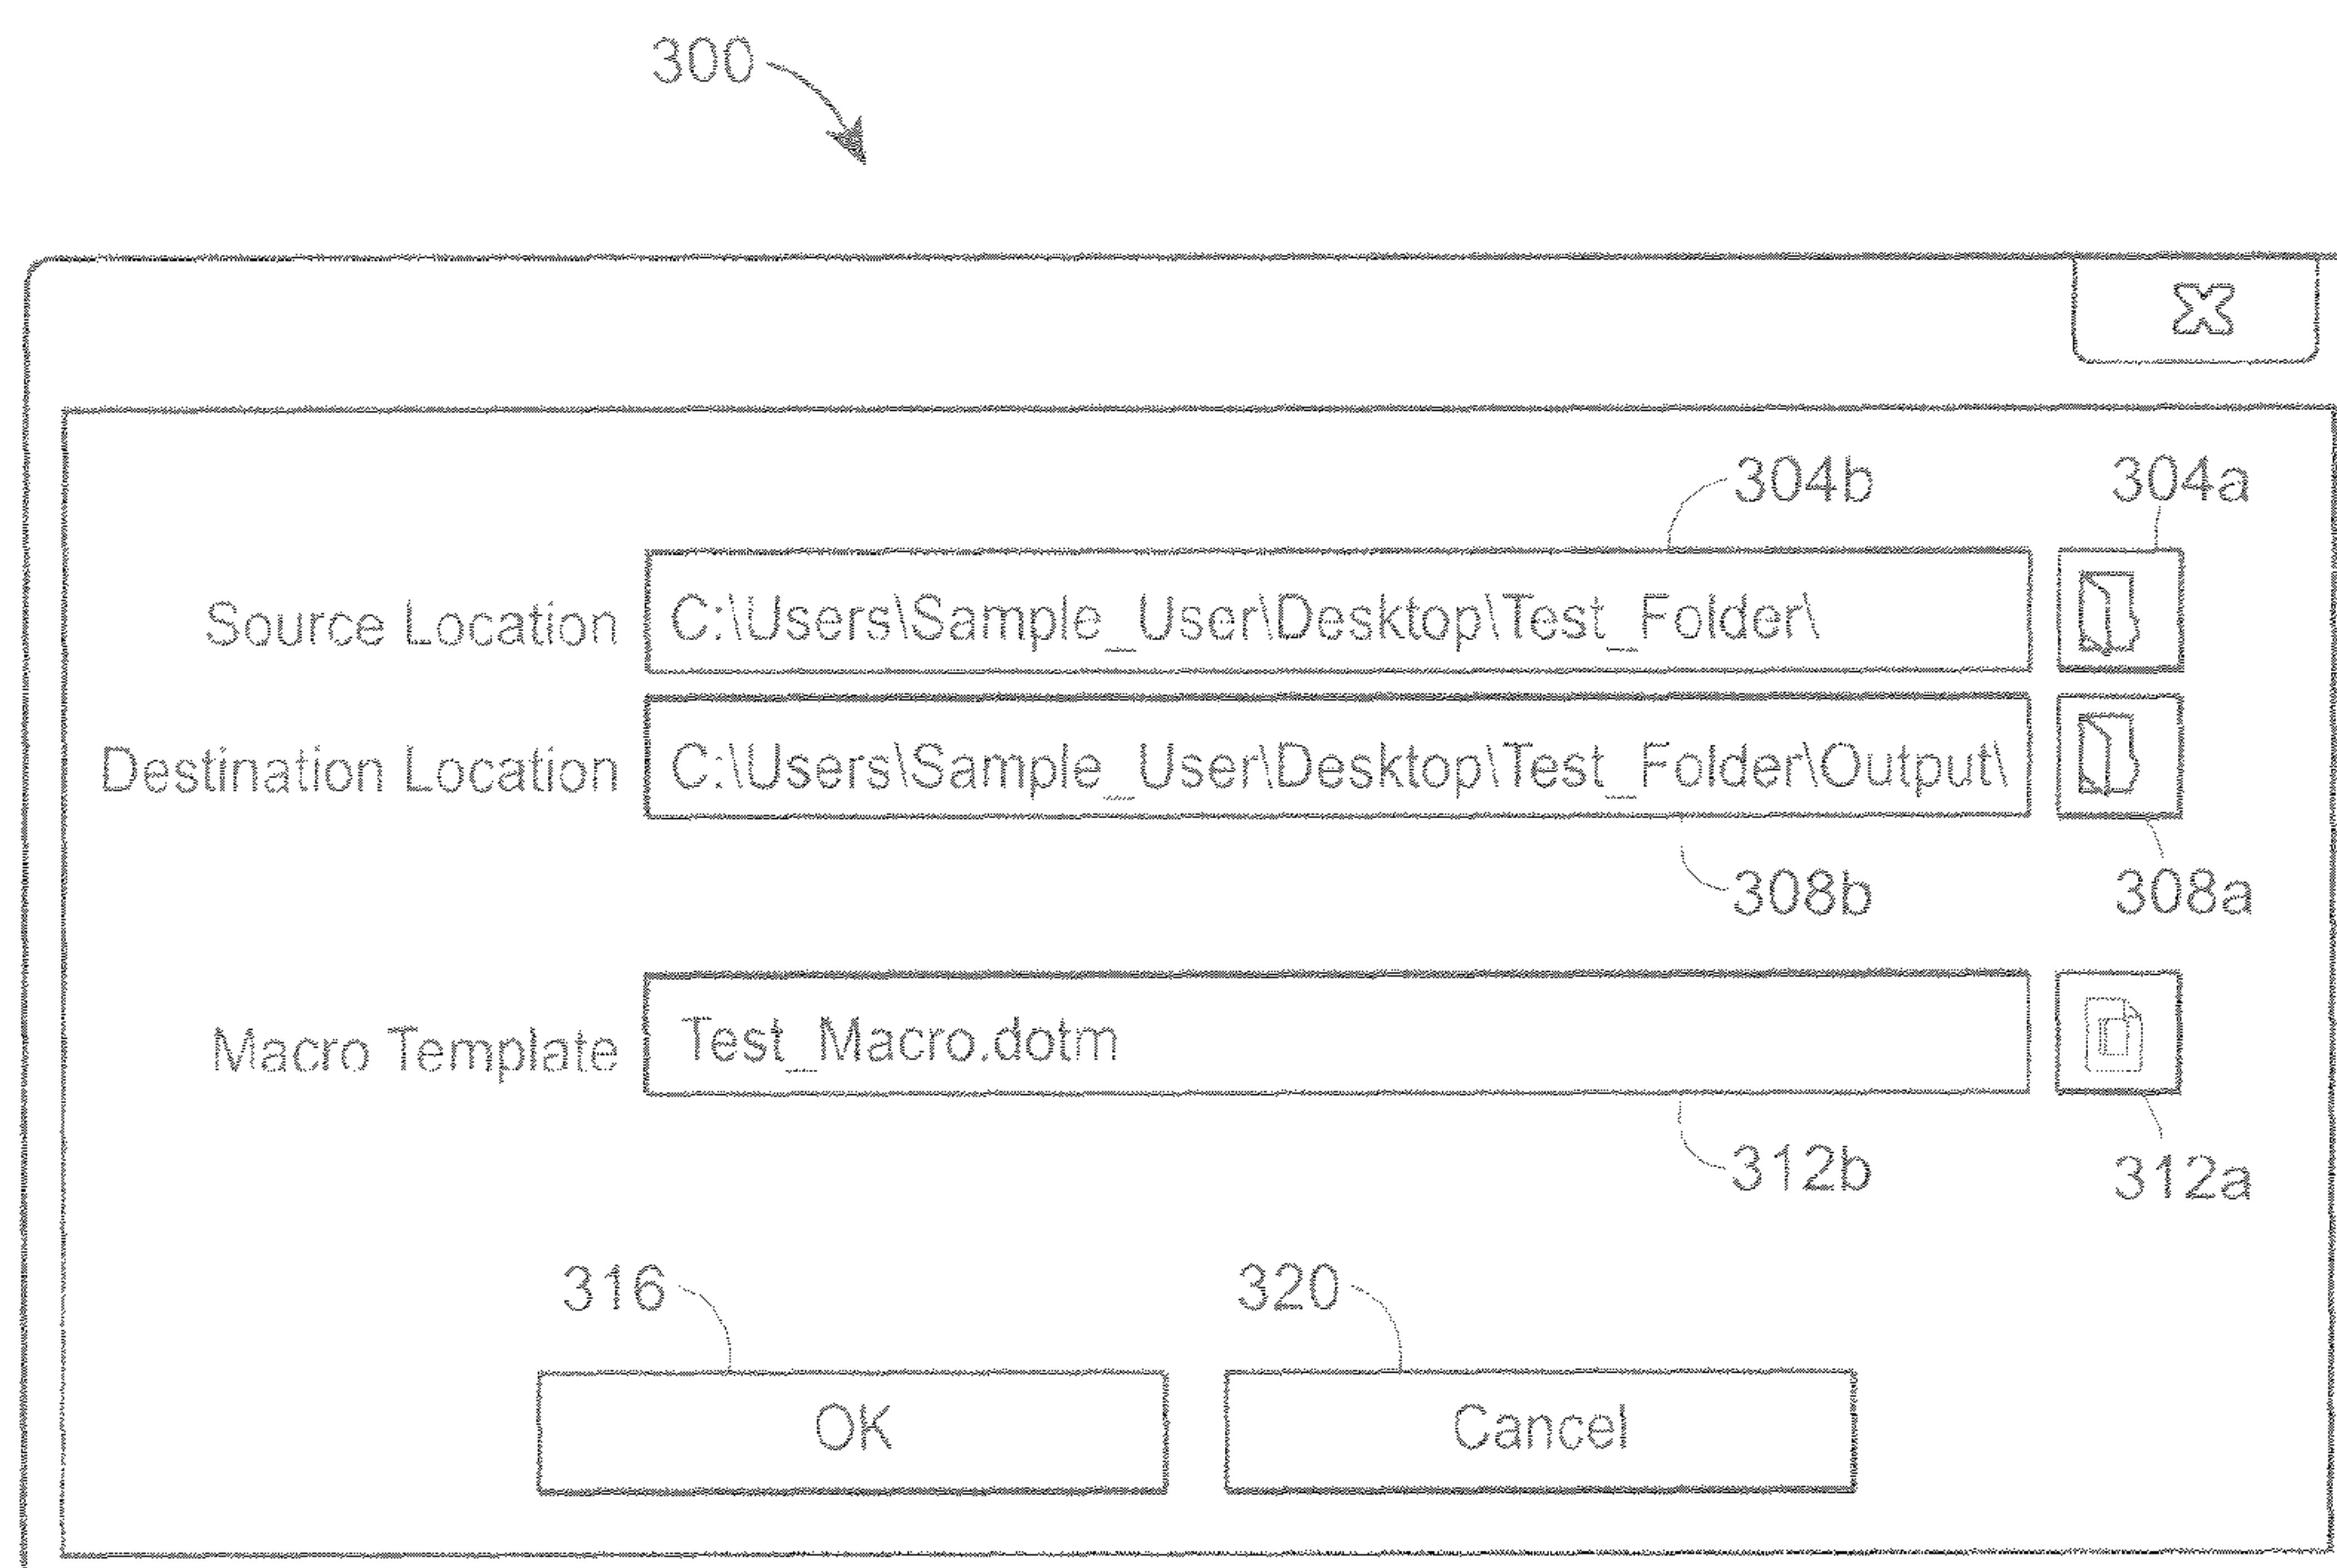 300
X
304b 304a
Source Location C:\Users\Sample_User\Desktop\Test_Folder\
Destination Location C:\Users\Sample_User\Desktop\Test_Folder\Output\
308b 308a
Macro Template Test_Macro.dotm
312b 312a
316 320
OK Cancel